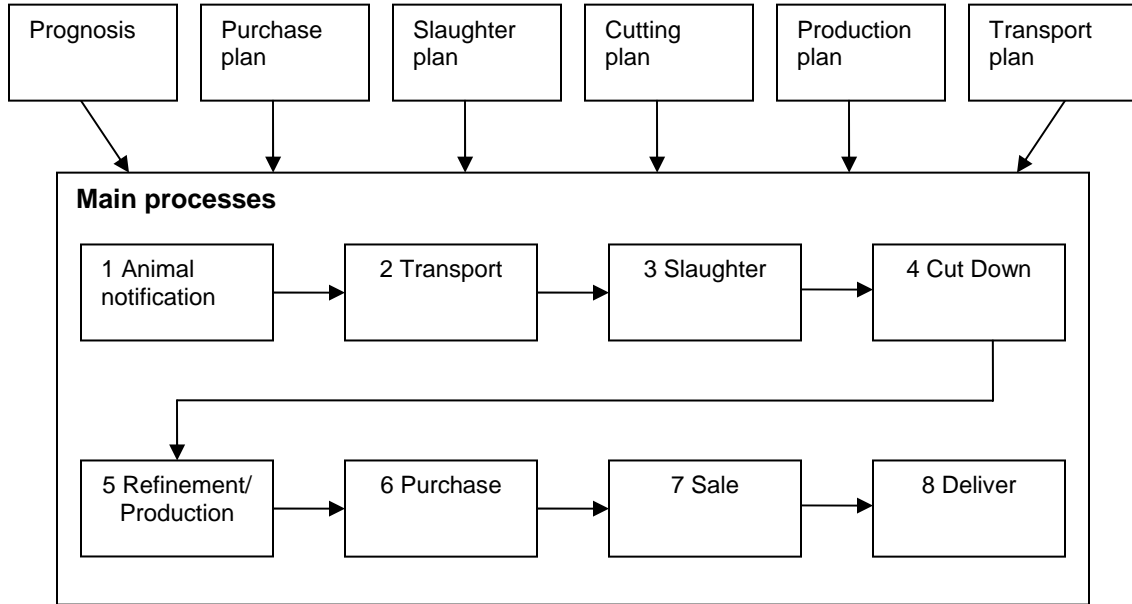 Prognosis
Purchase
plan
Slaughter
plan
Cutting
plan
Production
plan
Transport
plan
Main processes
1 Animal
notification
2 Transport
3 Slaughter
4 Cut Down
5 Refinement/
Production
6 Purchase
7 Sale
8 Deliver